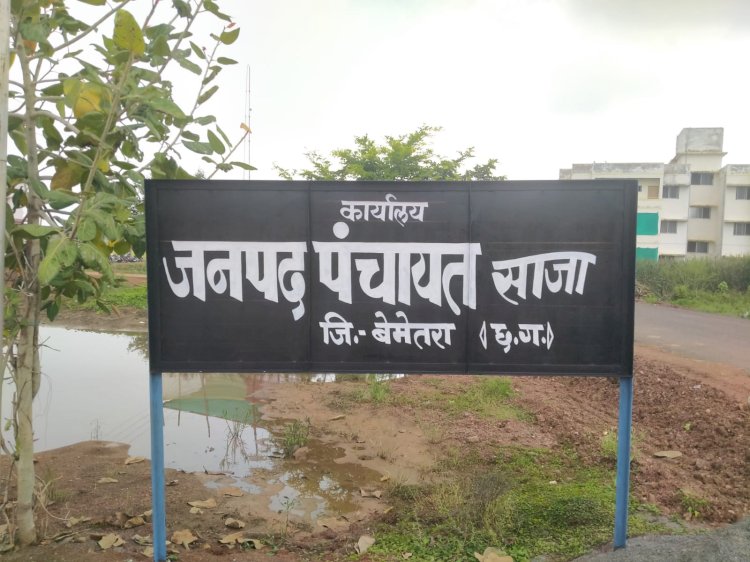 कार्यालय
जनपद पंचायत साजा
जि.- बेमेतरा (छ.ग.)